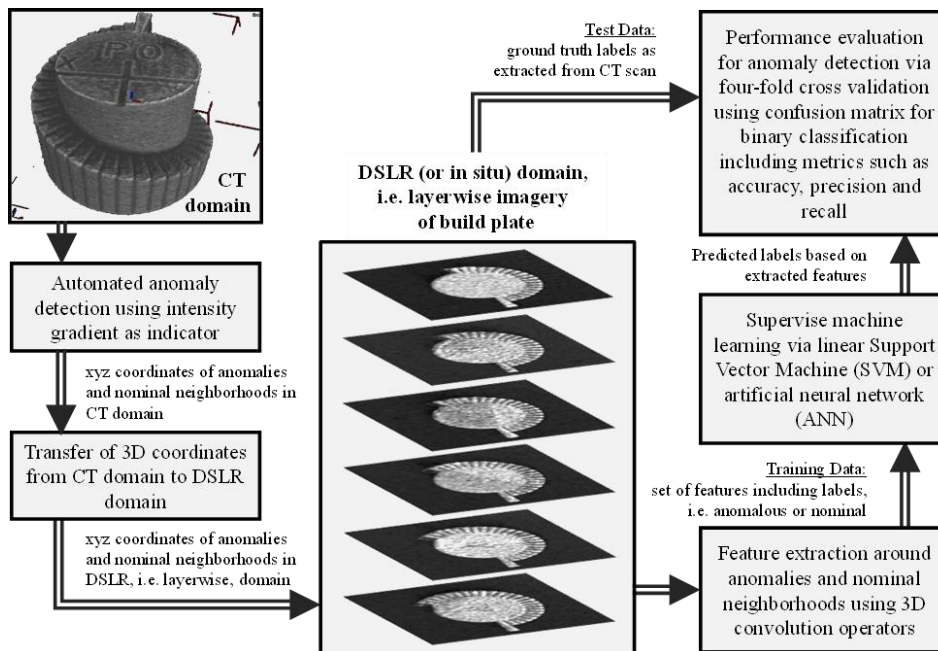 PO
X
CT
domain
Automated anomaly
detection using intensity
gradient as indicator
xyz coordinates of anomalies
and nominal neighborhoods in
CT domain
Transfer of 3D coordinates
from CT domain to DSLR
domain
xyz coordinates of anomalies
and nominal neighborhoods in
DSLR, i.e. layerwise, domain
DSLR (or in situ) domain,
i.e. layerwise imagery
of build plate
Test Data:
ground truth labels as
extracted from CT scan
Performance evaluation
for anomaly detection via
four-fold cross validation
using confusion matrix for
binary classification
including metrics such as
accuracy, precision and
recall
Predicted labels based on
extracted features
Supervise machine
learning via linear Support
Vector Machine (SVM) or
artificial neural network
(ANN)
Training Data:
set of features including labels,
i.e. anomalous or nominal
Feature extraction around
anomalies and nominal
neighborhoods using 3D
convolution operators